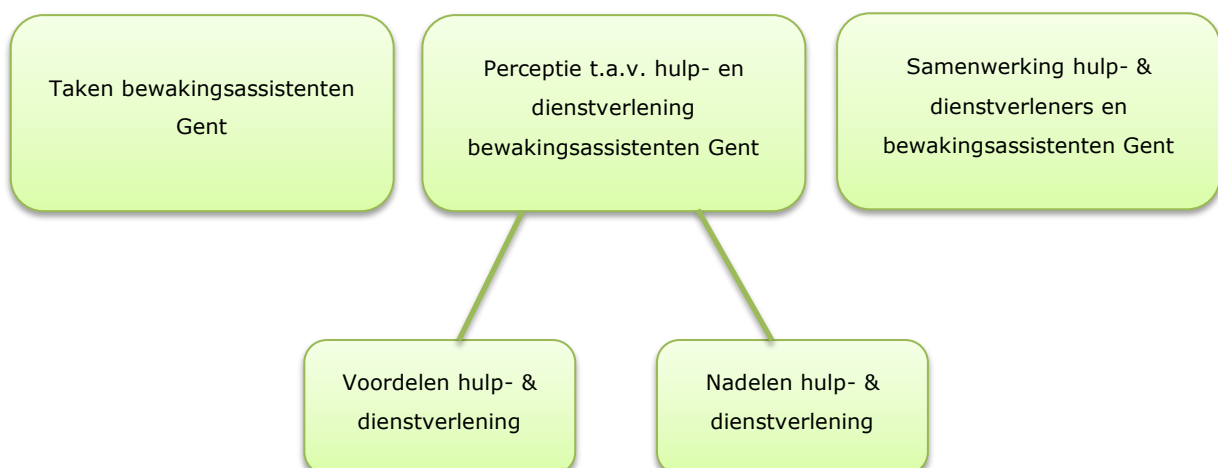 Taken bewakingsassistenten
Gent
Perceptie t.a.v. hulp- en
dienstverlening
bewakingsassistenten Gent
Samenwerking hulp- &
dienstverleners en
bewakingsassistenten Gent
Voordelen hulp- &
dienstverlening
Nadelen hulp- &
dienstverlening